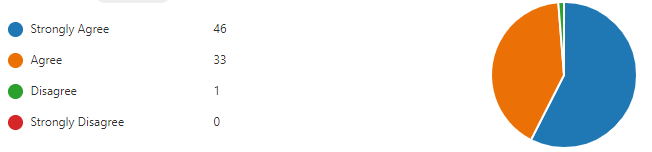 Strongly Agree 46
Agree 33
Disagree 1
Strongly Disagree 0